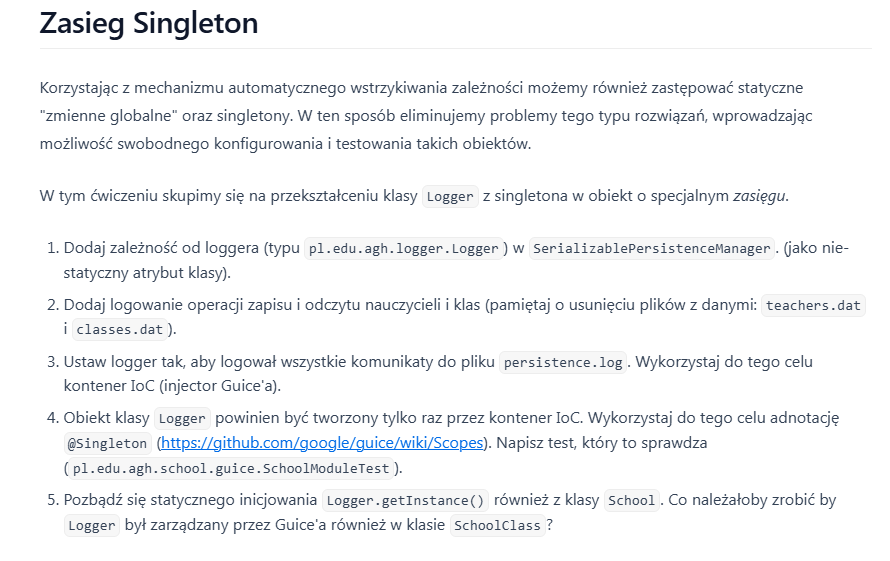 Zasieg Singleton
Korzystając z mechanizmu automatycznego wstrzykiwania zależności możemy również zastępować statyczne
"zmienne globalne" oraz singletony. W ten sposób eliminujemy problemy tego typu rozwiązań, wprowadzając
możliwość swobodnego konfigurowania i testowania takich obiektów.
W tym ćwiczeniu skupimy się na przekształceniu klasy Logger z singletona w obiekt o specjalnym zasięgu.
1. Dodaj zależność od loggera (typu pl.edu.agh.logger.Logger) w SerializablePersistenceManager. (jako nie-
statyczny atrybut klasy).
2. Dodaj logowanie operacji zapisu i odczytu nauczycieli i klas (pamiętaj o usunięciu plików z danymi: teachers.dat
i classes.dat).
3. Ustaw logger tak, aby logował wszystkie komunikaty do pliku persistence.log. Wykorzystaj do tego celu
kontener IoC (injector Guice'a).
4. Obiekt klasy Logger powinien być tworzony tylko raz przez kontener IoC. Wykorzystaj do tego celu adnotację
@Singleton (https://github.com/google/guice/wiki/Scopes). Napisz test, który to sprawdza
(pl.edu.agh.school.guice.SchoolModuleTest).
5. Pozbądź się statycznego inicjowania Logger.getInstance() również z klasy School. Co należałoby zrobić by
Logger był zarządzany przez Guice'a również w klasie SchoolClass?